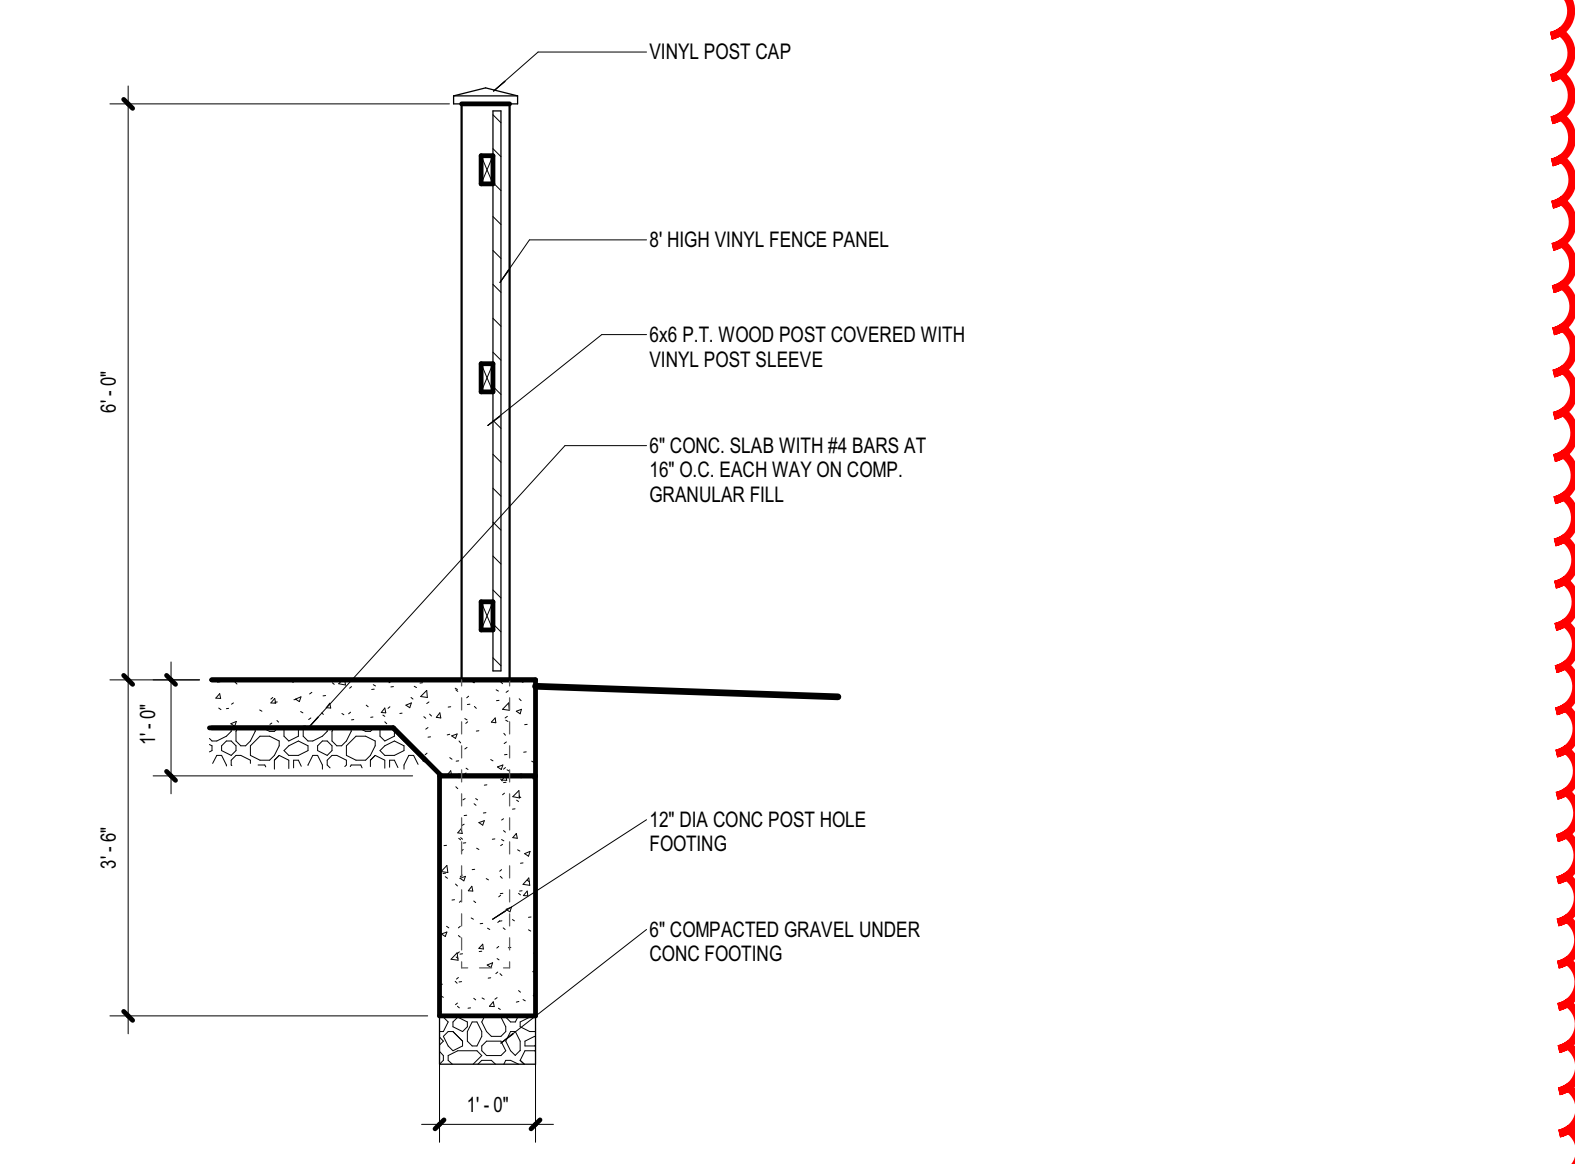 VINYL POST CAP
8' HIGH VINYL FENCE PANEL
6x6 P.T. WOOD POST COVERED WITH
VINYL POST SLEEVE
6' - 0"
6" CONC. SLAB WITH #4 BARS AT
16" O.C. EACH WAY ON COMP.
GRANULAR FILL
1' - 0"
3' - 6"
12" DIA CONC POST HOLE
FOOTING
6" COMPACTED GRAVEL UNDER
CONC FOOTING
1' - 0"